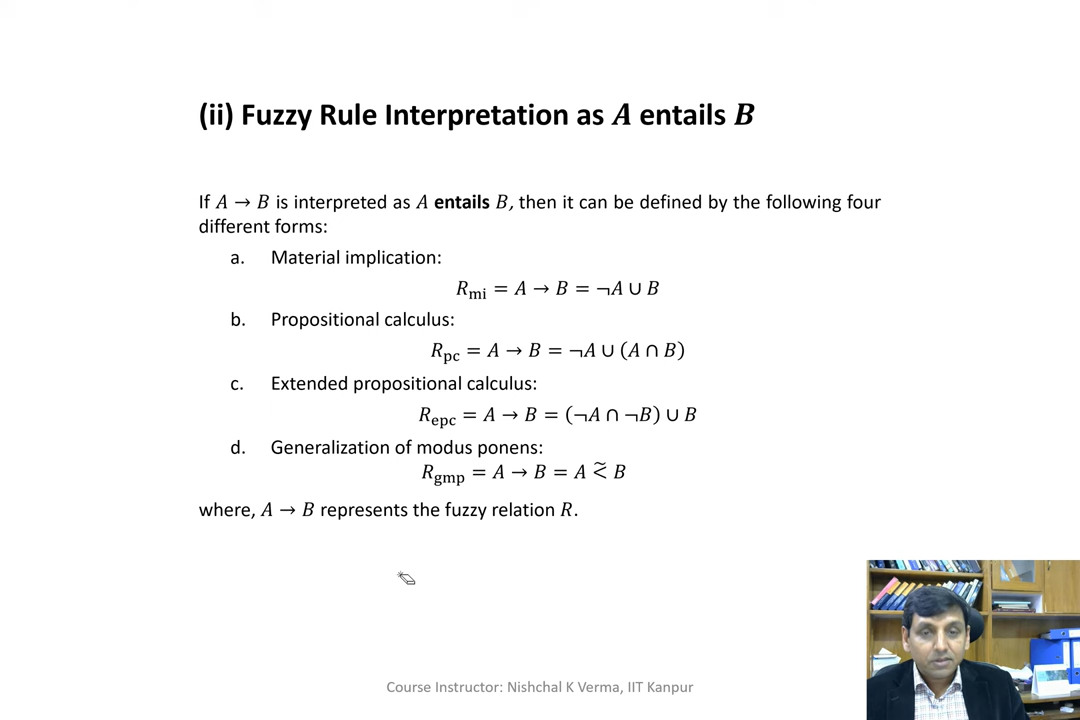 (ii) Fuzzy Rule Interpretation as A entails B
If A → B is interpreted as A entails B, then it can be defined by the following four
different forms:
a. Material implication:
R_mi = A → B = ¬A ∪ B
b. Propositional calculus:
R_pc = A → B = ¬A ∪ (A ∩ B)
c. Extended propositional calculus:
R_epc = A → B = (¬A ∩ ¬B) ∪ B
d. Generalization of modus ponens:
R_gmp = A → B = A ≲ B
where, A → B represents the fuzzy relation R.
Course Instructor: Nishchal K Verma, IIT Kanpur